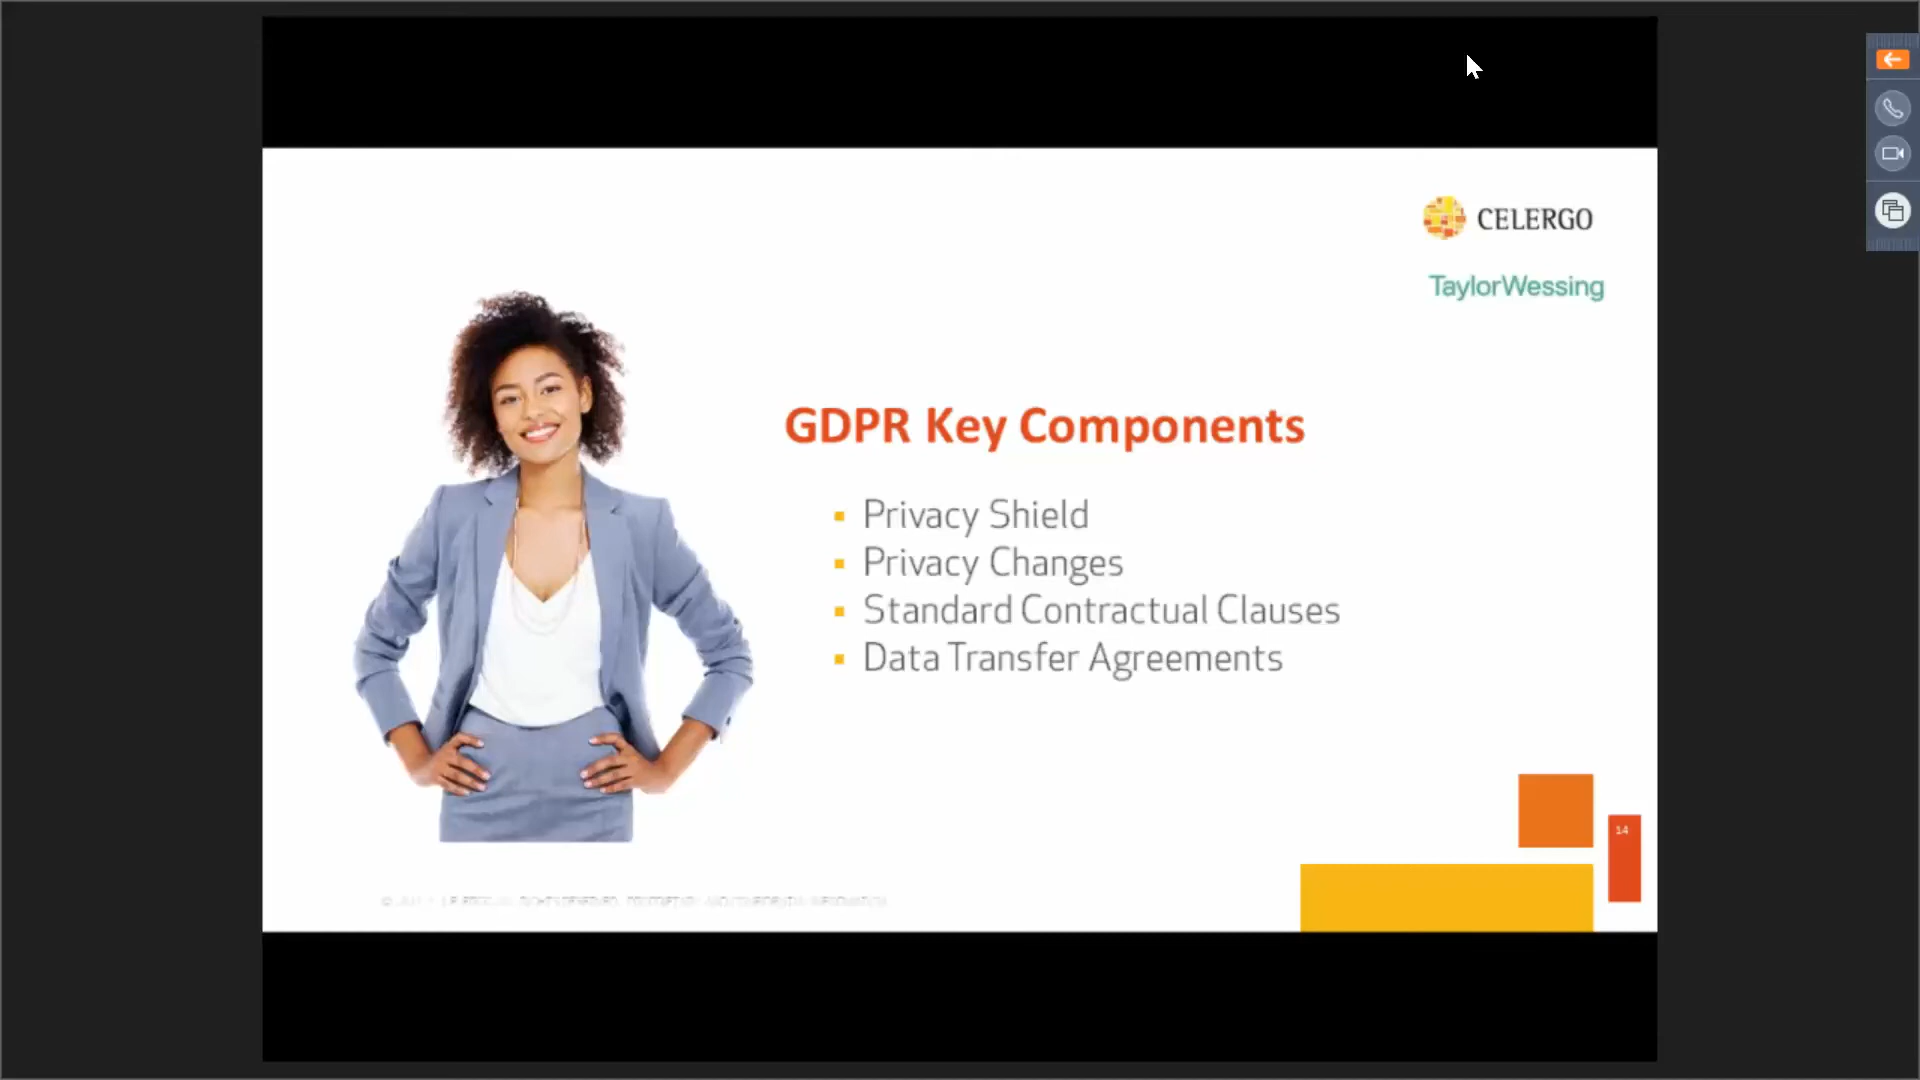 CELERGO
TaylorWessing
GDPR Key Components
Privacy Shield
Privacy Changes
Standard Contractual Clauses
Data Transfer Agreements
14